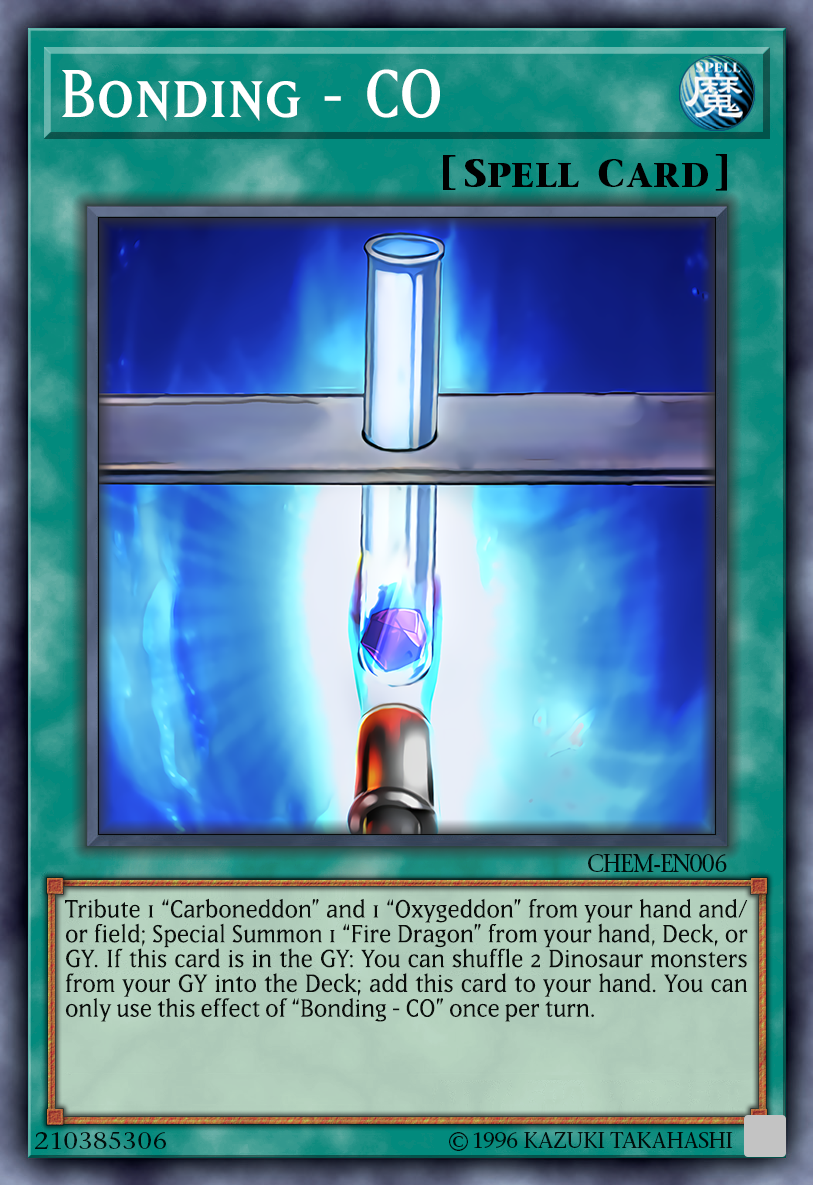 Bonding - CO
SPELL
魔
[Spell Card]
CHEM-EN006
Tribute 1 “Carboneddon” and 1 “Oxygeddon” from your hand and/
or field; Special Summon 1 “Fire Dragon” from your hand, Deck, or
GY. If this card is in the GY: You can shuffle 2 Dinosaur monsters
from your GY into the Deck; add this card to your hand. You can
only use this effect of “Bonding - CO” once per turn.
210385306
© 1996 KAZUKI TAKAHASHI